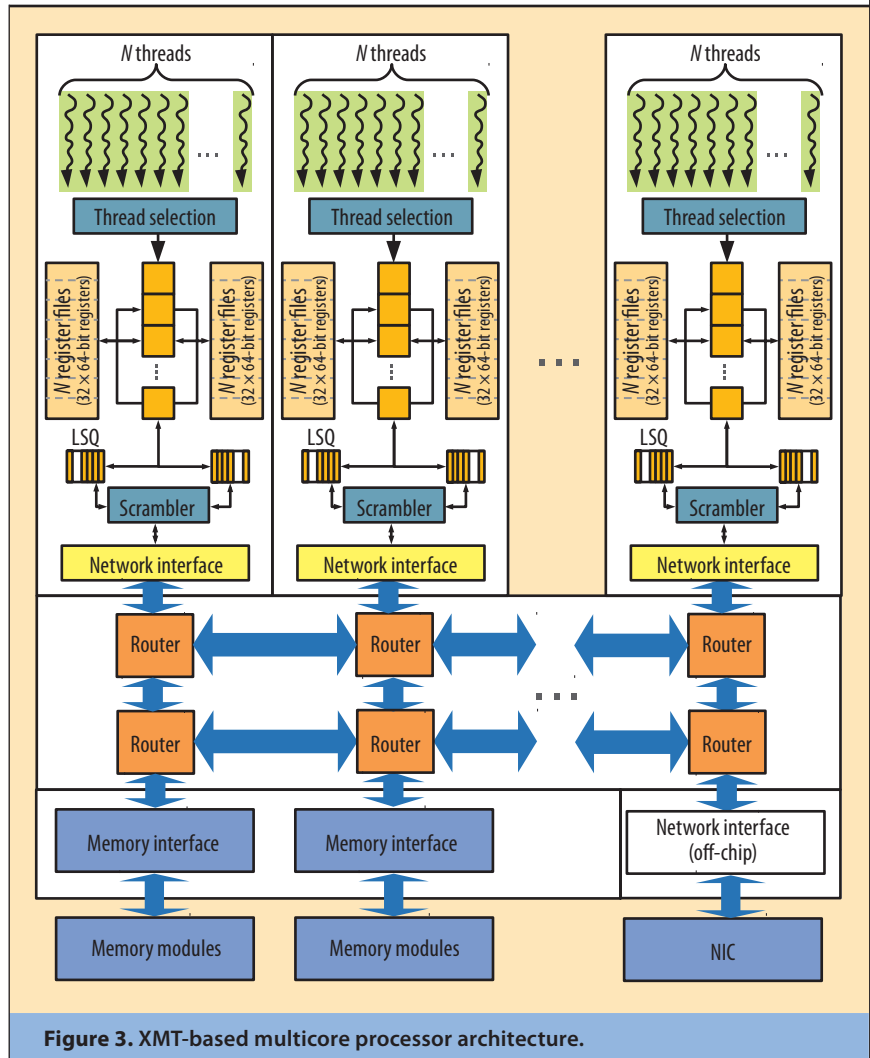 N threads
N threads
N threads
Thread selection
Thread selection
Thread selection
N register files
(32 × 64-bit registers)
N register files
(32 × 64-bit registers)
N register files
(32 × 64-bit registers)
N register files
(32 × 64-bit registers)
N register files
(32 × 64-bit registers)
N register files
(32 × 64-bit registers)
LSQ
LSQ
LSQ
Scrambler
Scrambler
Scrambler
Network interface
Network interface
Network interface
Router
Router
Router
Router
Router
Router
Memory interface
Memory interface
Network interface
(off-chip)
Memory modules
Memory modules
NIC
Figure 3. XMT-based multicore processor architecture.